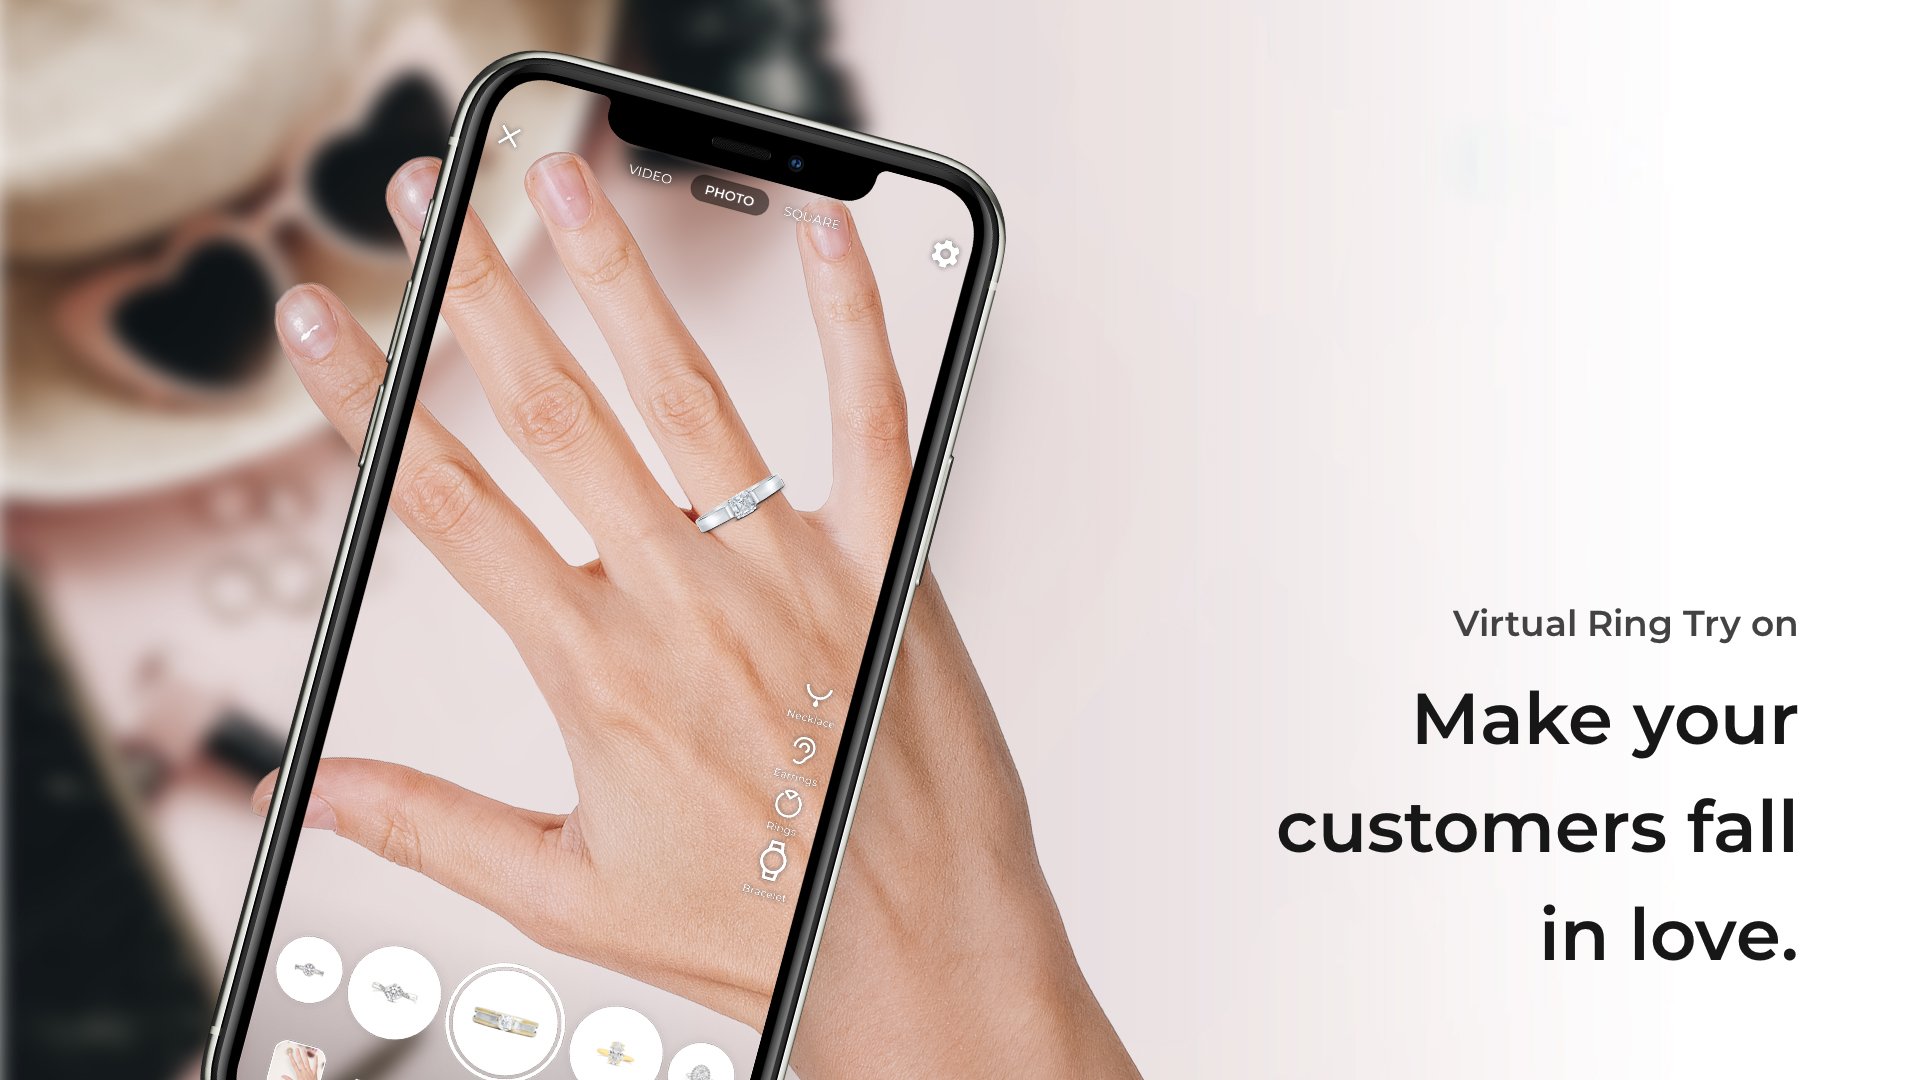 VIDEO
PHOTO
SQUARE
Necklace
Earrings
Rings
Bracelet
Virtual Ring Try on
Make your
customers fall
in love.